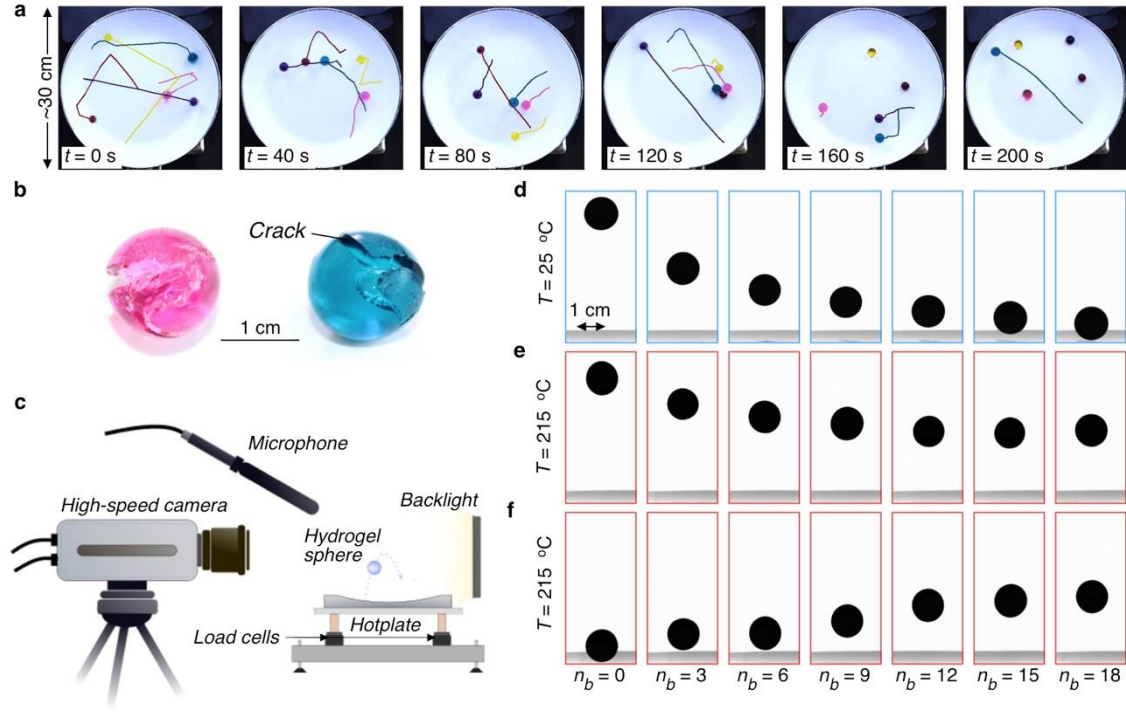 a
~30 cm
t = 0 s
t = 40 s
t = 80 s
t = 120 s
t = 160 s
t = 200 s
b
Crack
1 cm
c
Microphone
High-speed camera
Backlight
Hydrogel
sphere
Load cells
Hotplate
d
T = 25 °C
1 cm
e
T = 215 °C
f
T = 215 °C
n_b = 0
n_b = 3
n_b = 6
n_b = 9
n_b = 12
n_b = 15
n_b = 18